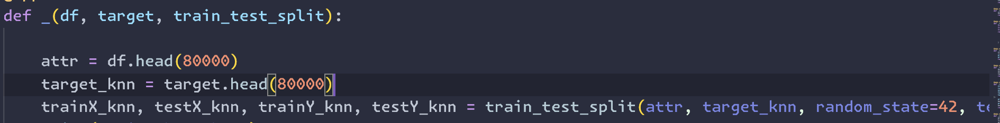 def _(df, target, train_test_split):
attr = df.head(80000)
target_knn = target.head(80000)
trainX_knn, testX_knn, trainY_knn, testY_knn = train_test_split(attr, target_knn, random_state=42, te